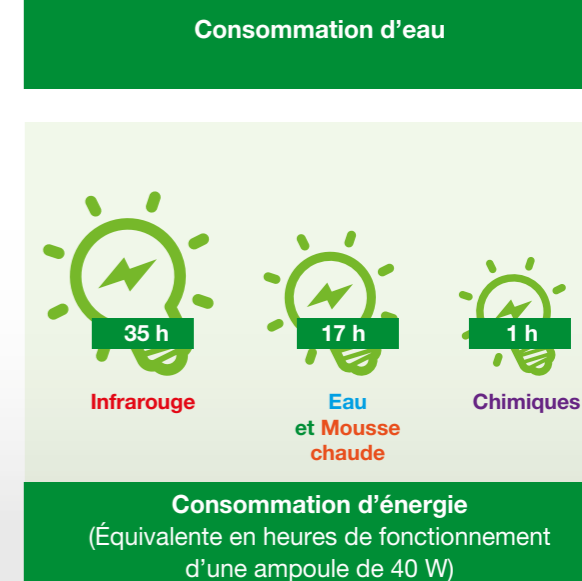 Consommation d'eau
35 h
17 h
1 h
Infrarouge
Eau
et Mousse
chaude
Chimiques
Consommation d'énergie
(Équivalente en heures de fonctionnement
d'une ampoule de 40 W)